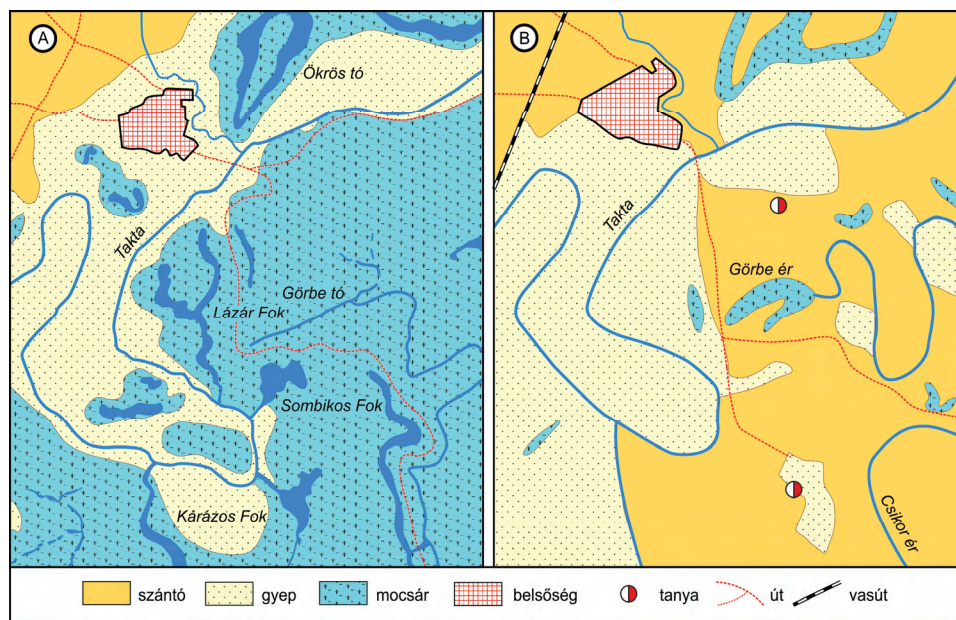 A
Ökrös tó
Takta
Görbe tó
Lázár Fok
Sombikos Fok
Kárázos Fok
B
Takta
Görbe ér
Csikor ér
szántó
gyep
mocsár
belsőség
tanya
út
vasút